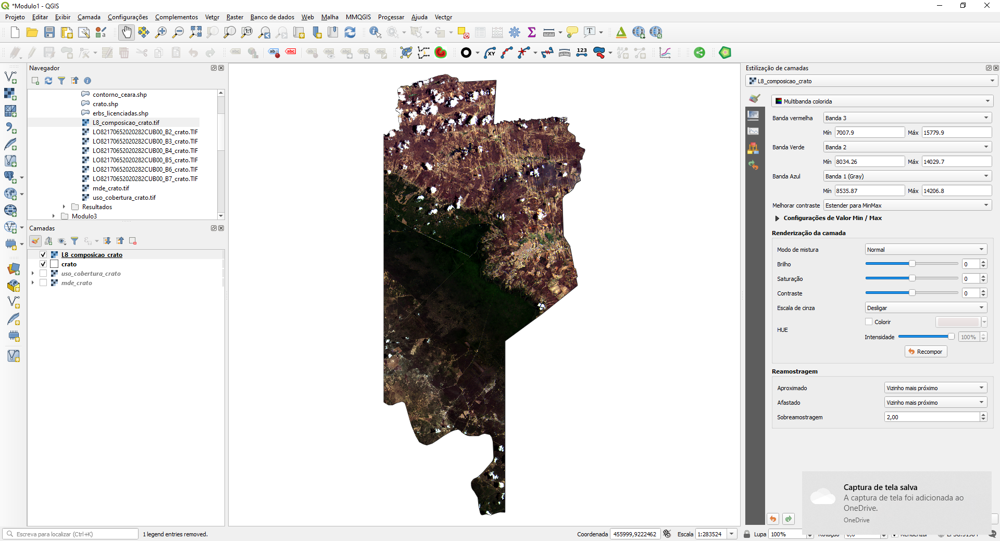 *Modulo1 - QGIS
Projeto Editar Exibir Camada Configurações Complementos Vetor Raster Banco de dados Web Malha MMQGIS Processar Ajuda Vector
Navegador
contorno_ceara.shp
crato.shp
erbs_licenciadas.shp
L8_composicao_crato.tif
LO82170652020282CUB00_B2_crato.TIF
LO82170652020282CUB00_B3_crato.TIF
LO82170652020282CUB00_B4_crato.TIF
LO82170652020282CUB00_B5_crato.TIF
LO82170652020282CUB00_B6_crato.TIF
LO82170652020282CUB00_B7_crato.TIF
mde_crato.tif
uso_cobertura_crato.tif
Resultados
Modulo3
Camadas
L8_composicao_crato
crato
uso_cobertura_crato
mde_crato
Estilização de camadas
L8_composicao_crato
Multibanda colorida
Banda vermelha Banda 3
Mín 7007.9 Máx 15779.9
Banda Verde Banda 2
Mín 8034.26 Máx 14029.7
Banda Azul Banda 1 (Gray)
Mín 8535.87 Máx 14206.8
Melhorar contraste Estender para MinMax
Configurações de Valor Min / Max
Renderização da camada
Modo de mistura Normal
Brilho 0
Saturação 0
Contraste 0
Escala de cinza Desligar
Colorir
HUE
Intensidade 100%
Recompor
Reamostragem
Aproximado Vizinho mais próximo
Afastado Vizinho mais próximo
Sobreamostragem 2,00
Captura de tela salva
A captura de tela foi adicionada ao
OneDrive.
OneDrive
Escreva para localizar (Ctrl+K) 1 legend entries removed. Coordenada 455999,9222462 Escala 1:283524 Lupa 100%